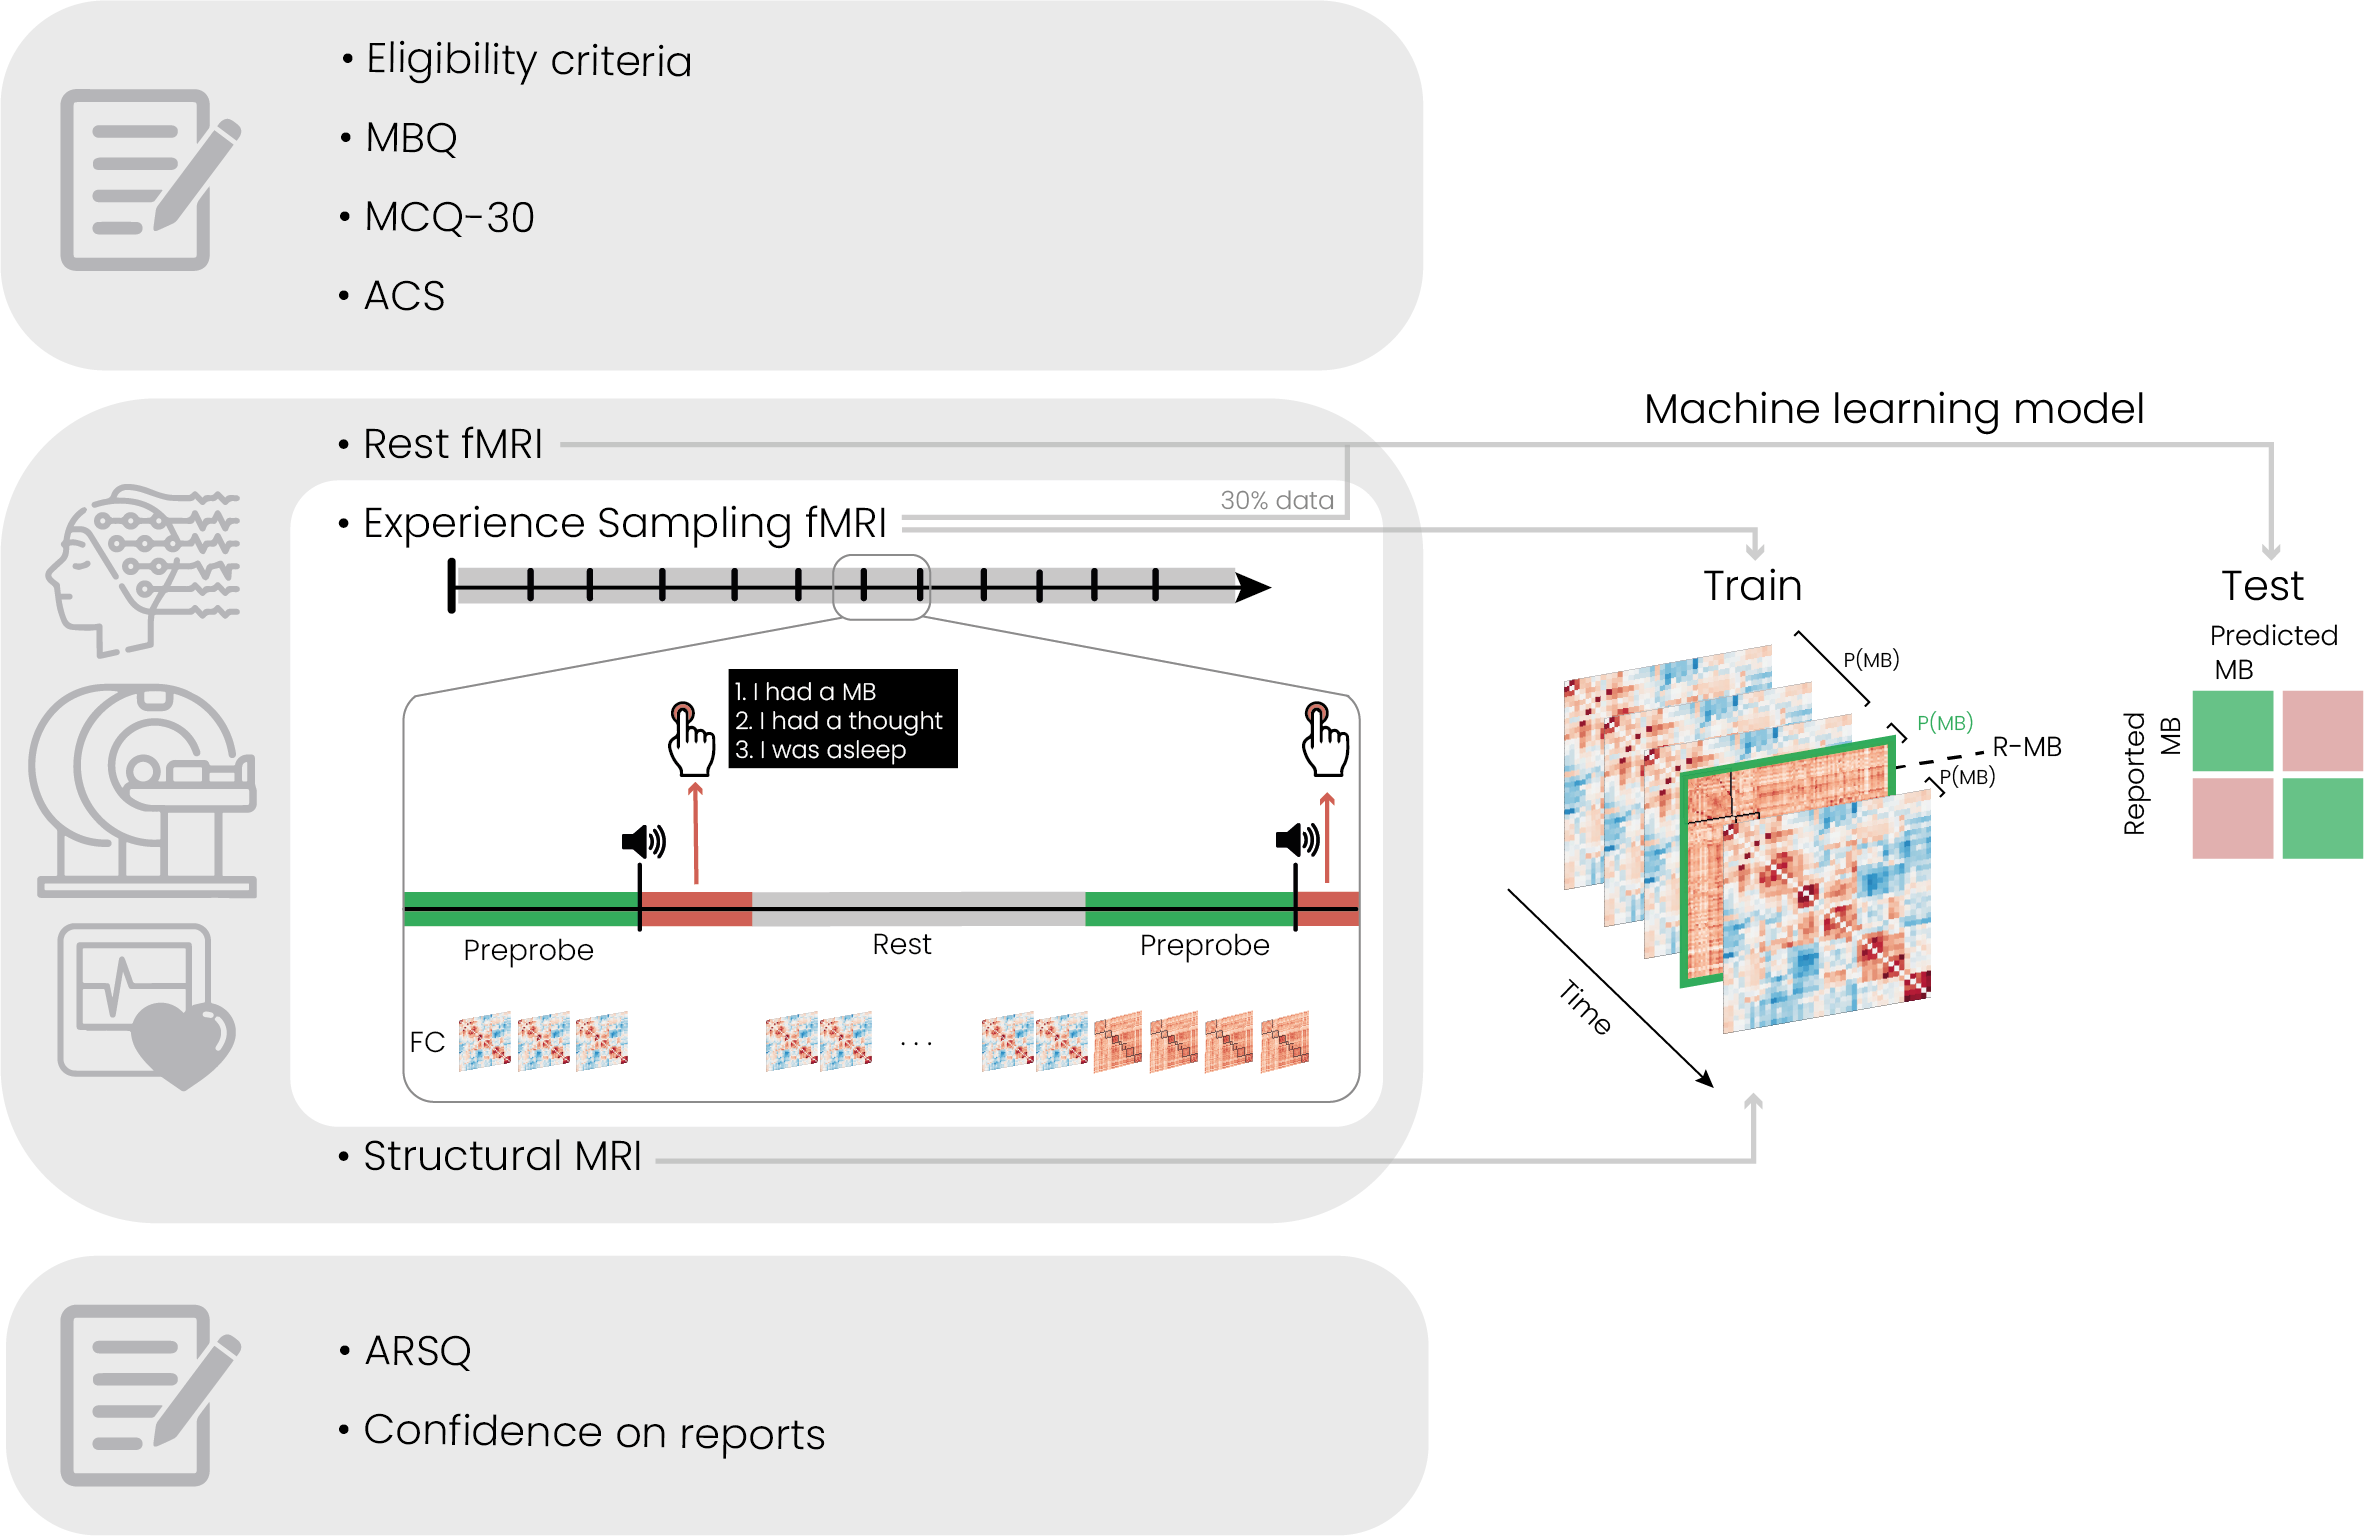 • Eligibility criteria
• MBQ
• MCQ-30
• ACS
Machine learning model
• Rest fMRI
30% data
• Experience Sampling fMRI
1. I had a MB
2. I had a thought
3. I was asleep
Preprobe
Rest
Preprobe
FC
. . .
• Structural MRI
Train
P(MB)
P(MB)
R-MB
P(MB)
Time
Test
Predicted
MB
Reported
MB
• ARSQ
• Confidence on reports